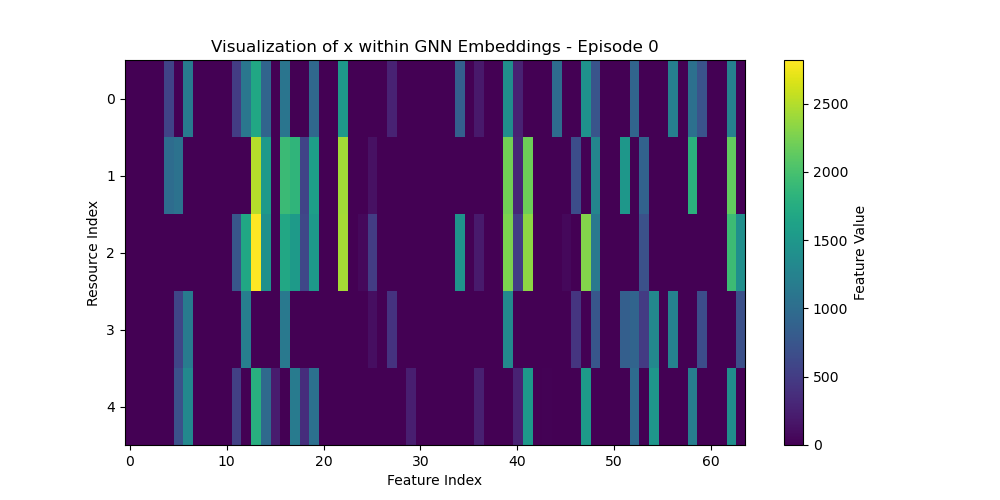 Visualization of x within GNN Embeddings - Episode 0
Resource Index
0
1
2
3
4
0 10 20 30 40 50 60
Feature Index
2500
2000
1500
1000
500
0
Feature Value